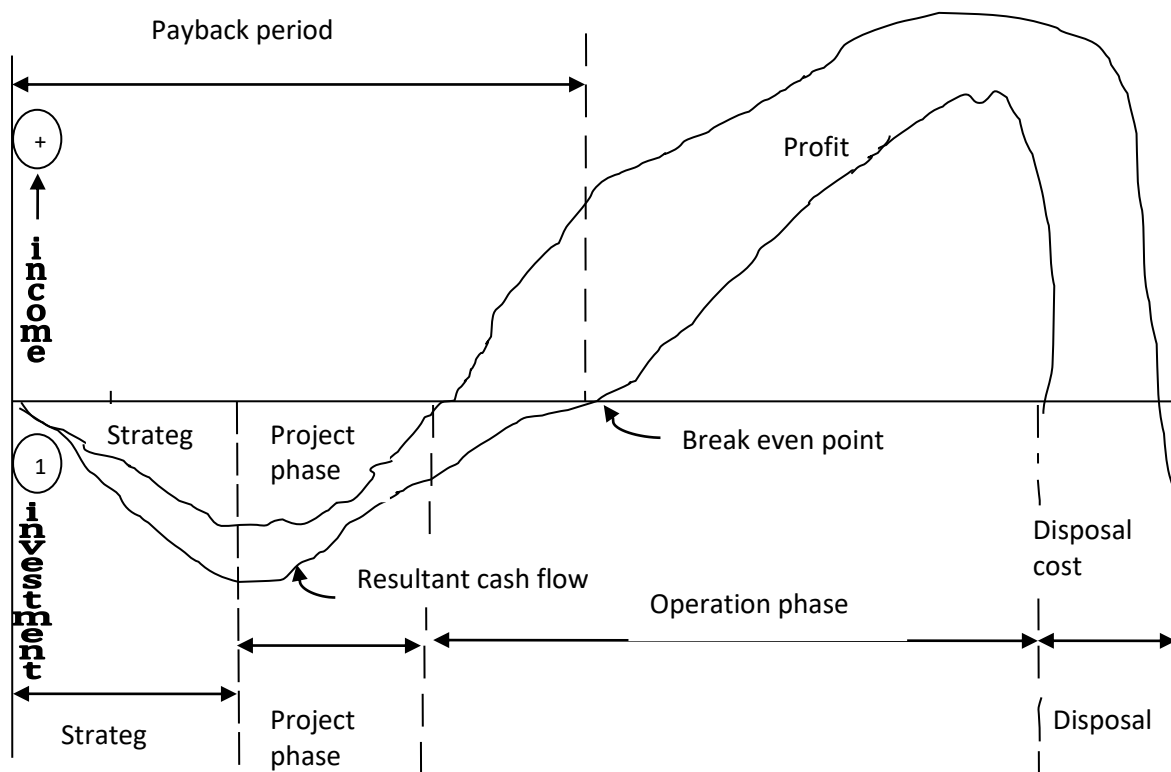 Payback period
+
income
Profit
Strateg
Project
phase
Break even point
1
investment
Resultant cash flow
Disposal
cost
Operation phase
Strateg
Project
phase
Disposal